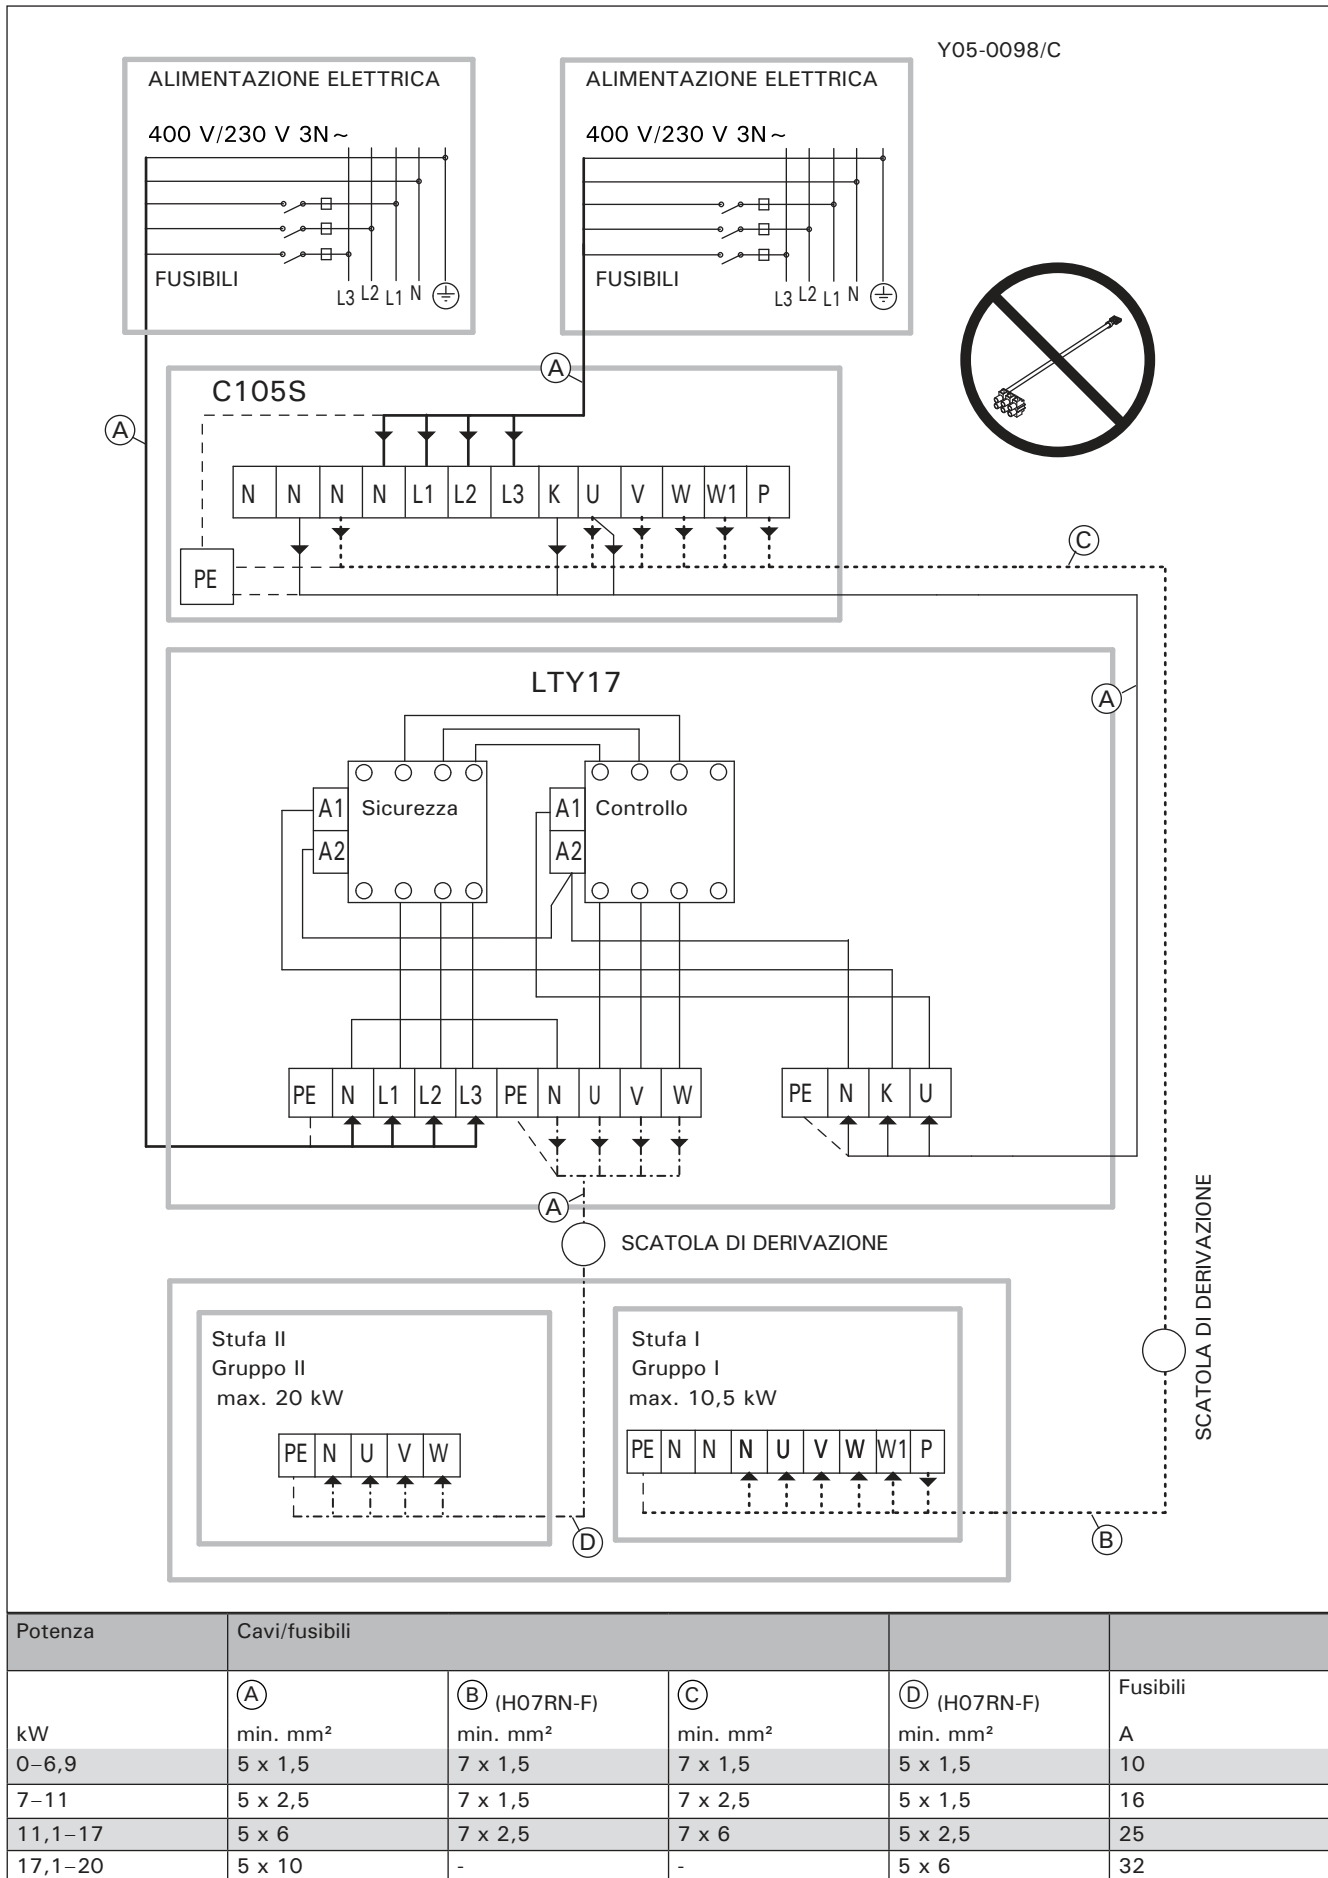 Y05-0098/C
ALIMENTAZIONE ELETTRICA
400 V/230 V 3N~
FUSIBILI
L3 L2 L1 N
ALIMENTAZIONE ELETTRICA
400 V/230 V 3N~
FUSIBILI
L3 L2 L1 N
A
A
C105S
N N N N L1 L2 L3 K U V W W1 P
PE
C
LTY17
A
A1 Sicurezza
A2
A1 Controllo
A2
PE N L1 L2 L3 PE N U V W
PE N K U
A
SCATOLA DI DERIVAZIONE
SCATOLA DI DERIVAZIONE
Stufa II
Gruppo II
max. 20 kW
PE N U V W
D
Stufa I
Gruppo I
max. 10,5 kW
PE N N N U V W W1 P
B
Potenza Cavi/fusibili
A B (H07RN-F) C D (H07RN-F) Fusibili
kW min. mm² min. mm² min. mm² min. mm² A
0–6,9 5 x 1,5 7 x 1,5 7 x 1,5 5 x 1,5 10
7–11 5 x 2,5 7 x 1,5 7 x 2,5 5 x 1,5 16
11,1–17 5 x 6 7 x 2,5 7 x 6 5 x 2,5 25
17,1–20 5 x 10 - - 5 x 6 32